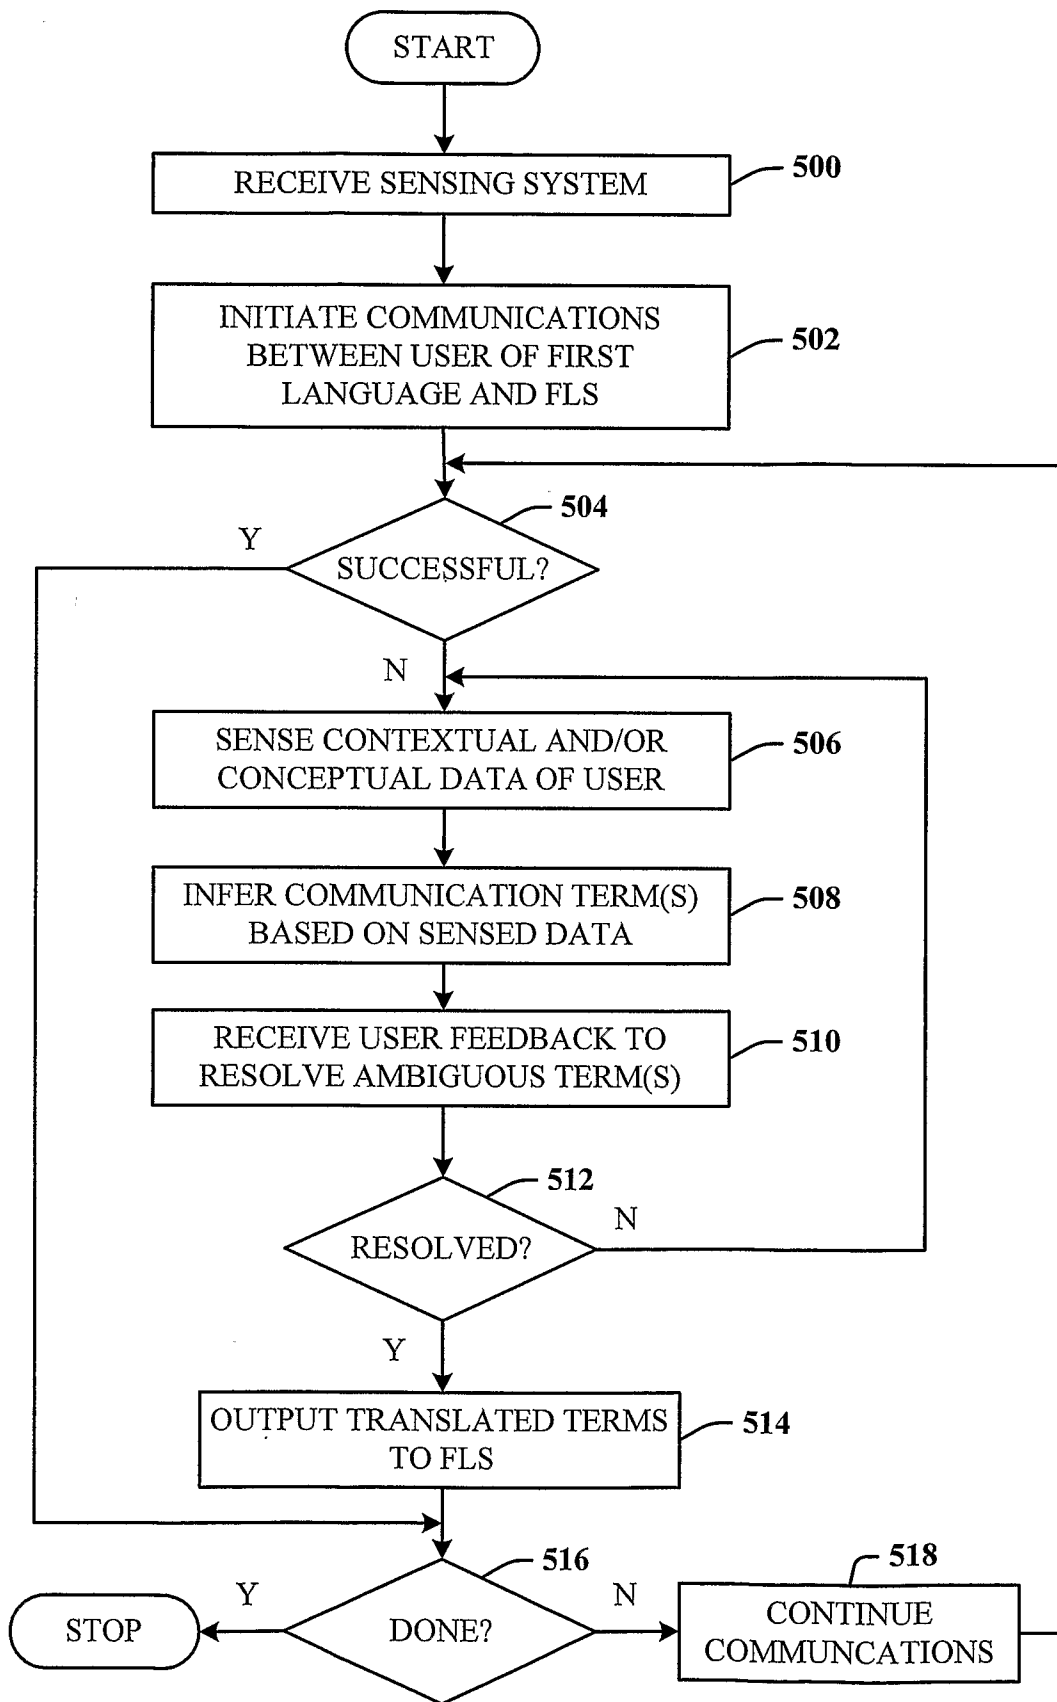 START
RECEIVE SENSING SYSTEM
500
INITIATE COMMUNICATIONS
BETWEEN USER OF FIRST
LANGUAGE AND FLS
502
504
Y
SUCCESSFUL?
N
SENSE CONTEXTUAL AND/OR
CONCEPTUAL DATA OF USER
506
INFER COMMUNICATION TERM(S)
BASED ON SENSED DATA
508
RECEIVE USER FEEDBACK TO
RESOLVE AMBIGUOUS TERM(S)
510
512
N
RESOLVED?
Y
OUTPUT TRANSLATED TERMS
TO FLS
514
516
518
Y
N
STOP
DONE?
CONTINUE
COMMUNCATIONS